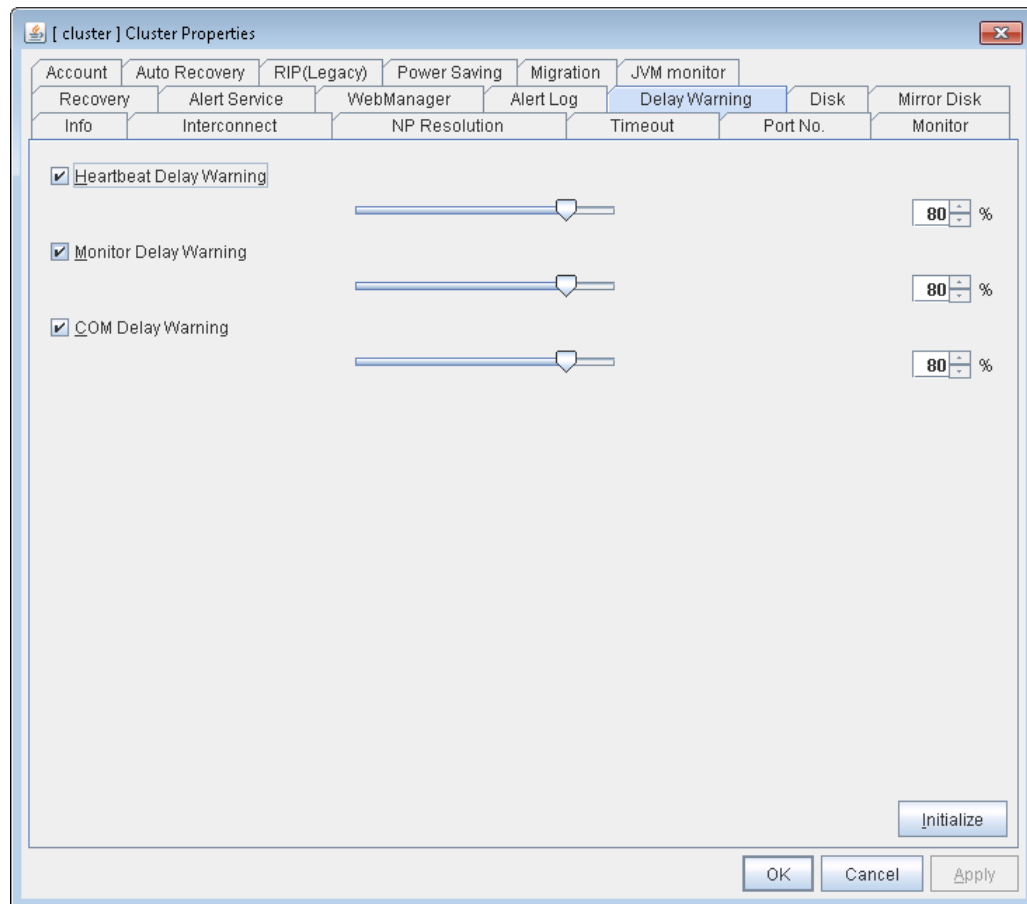 [ cluster ] Cluster Properties
Account Auto Recovery RIP(Legacy) Power Saving Migration JVM monitor
Recovery Alert Service WebManager Alert Log Delay Warning Disk Mirror Disk
Info Interconnect NP Resolution Timeout Port No. Monitor
Heartbeat Delay Warning
80 %
Monitor Delay Warning
80 %
COM Delay Warning
80 %
Initialize
OK Cancel Apply